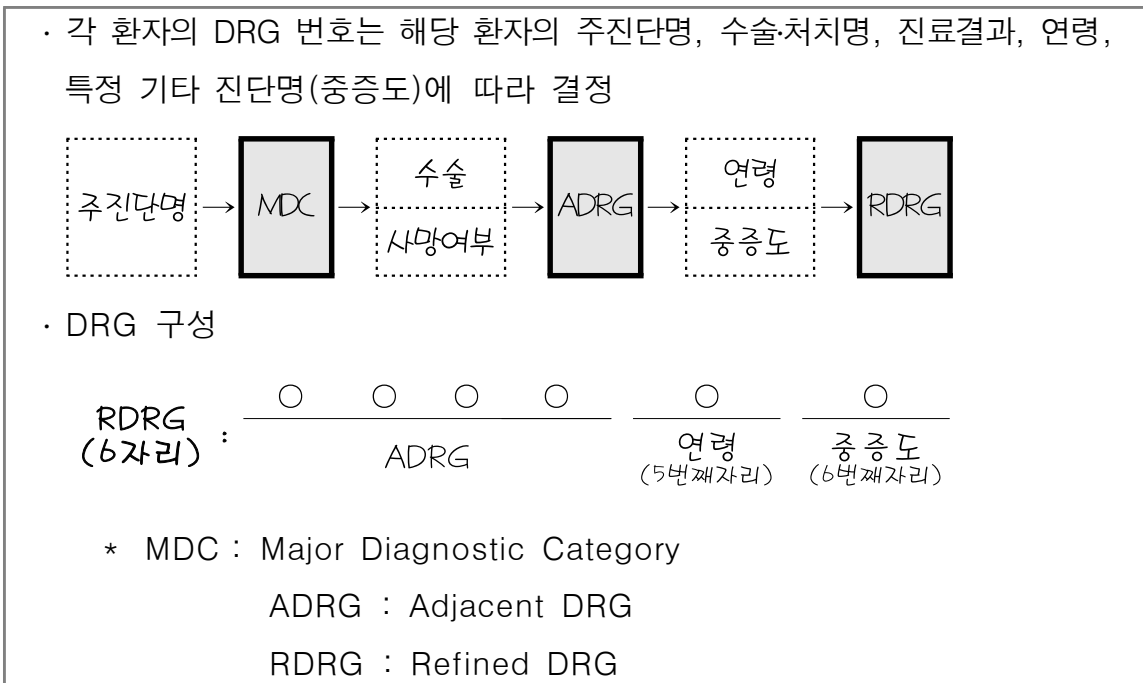 · 각 환자의 DRG 번호는 해당 환자의 주진단명, 수술·처치명, 진료결과, 연령,
특정 기타 진단명(중증도)에 따라 결정
주진단명 → MDC → 수술 사망여부 → ADRG → 연령 중증도 → RDRG
· DRG 구성
RDRG (6자리) : ○ ○ ○ ○ ○ ○
ADRG 연령 중증도
(5번째자리) (6번째자리)
* MDC : Major Diagnostic Category
ADRG : Adjacent DRG
RDRG : Refined DRG